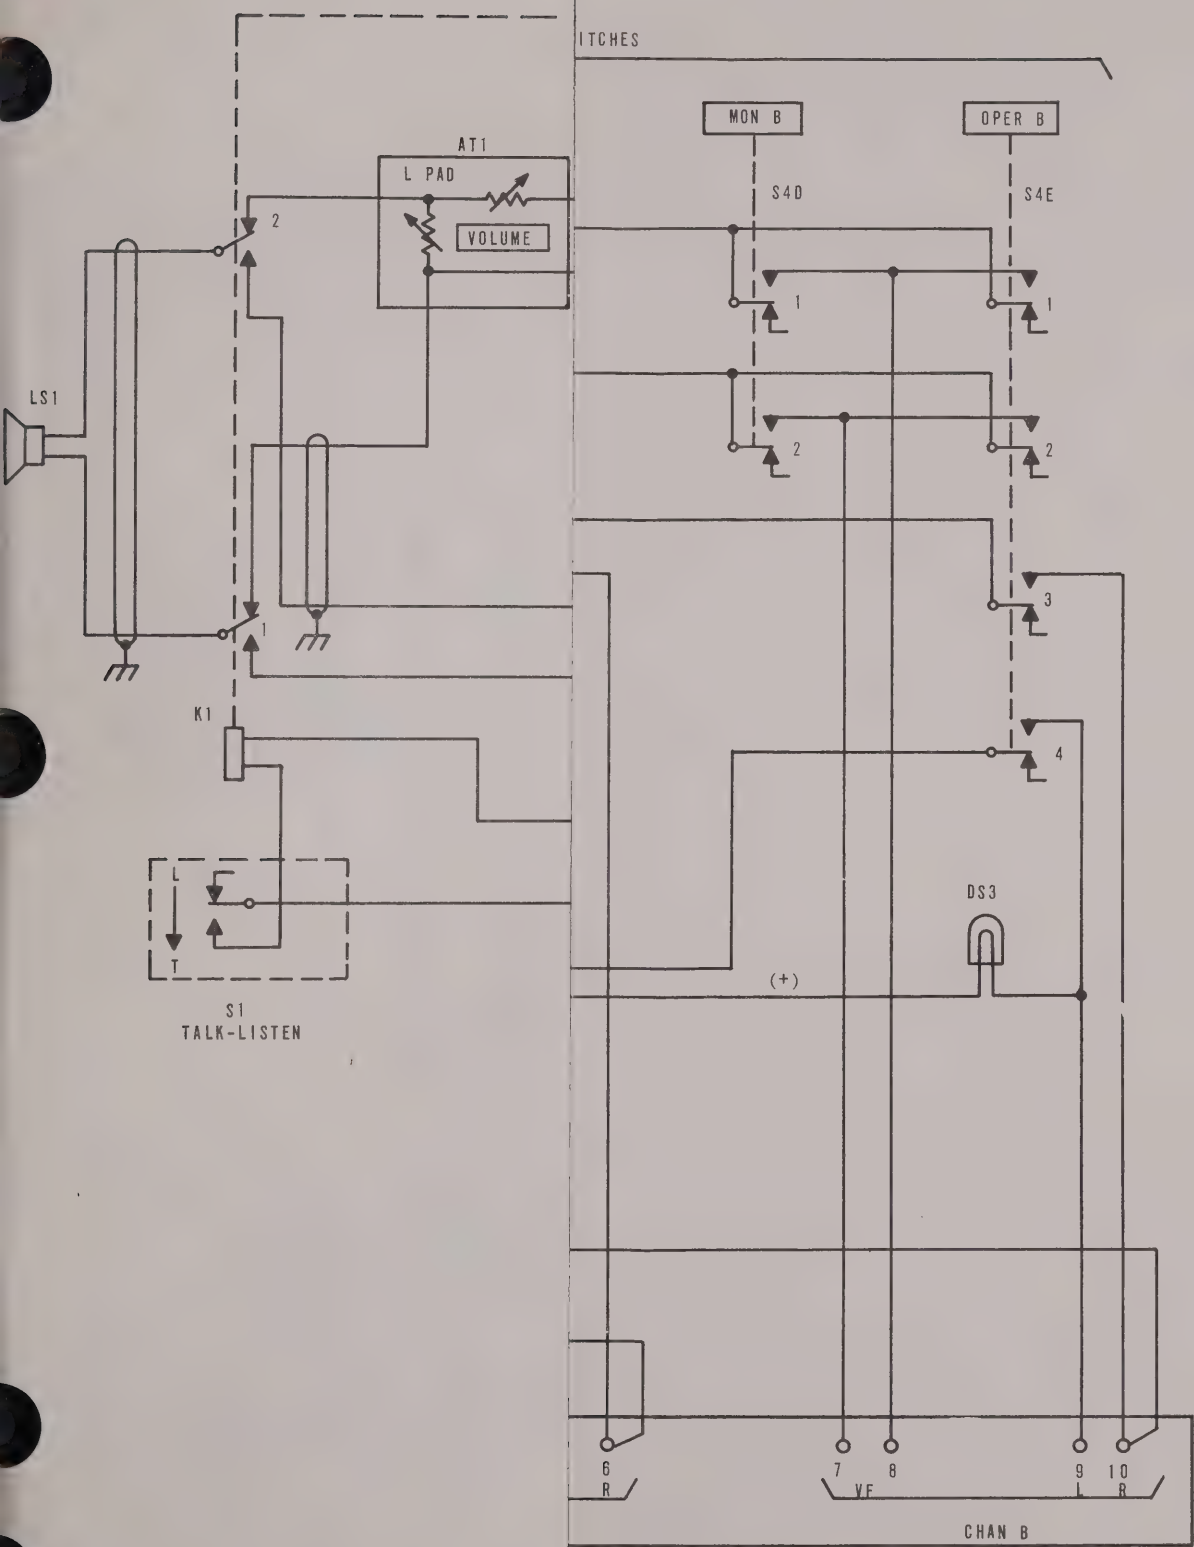 ITCHES
MON B
OPER B
AT1
L PAD
S4D
S4E
2
VOLUME
1
1
LS1
2
2
1
3
K1
4
L
DS3
T
(+)
S1
TALK-LISTEN
6
7
8
9
10
R
VF
L
R
CHAN B